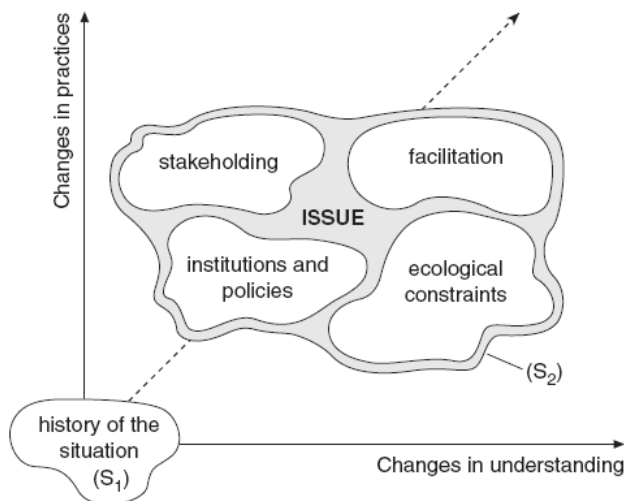 Changes in practices
stakeholding
facilitation
ISSUE
institutions and
policies
ecological
constraints
(S₂)
history of the
situation
(S₁)
Changes in understanding